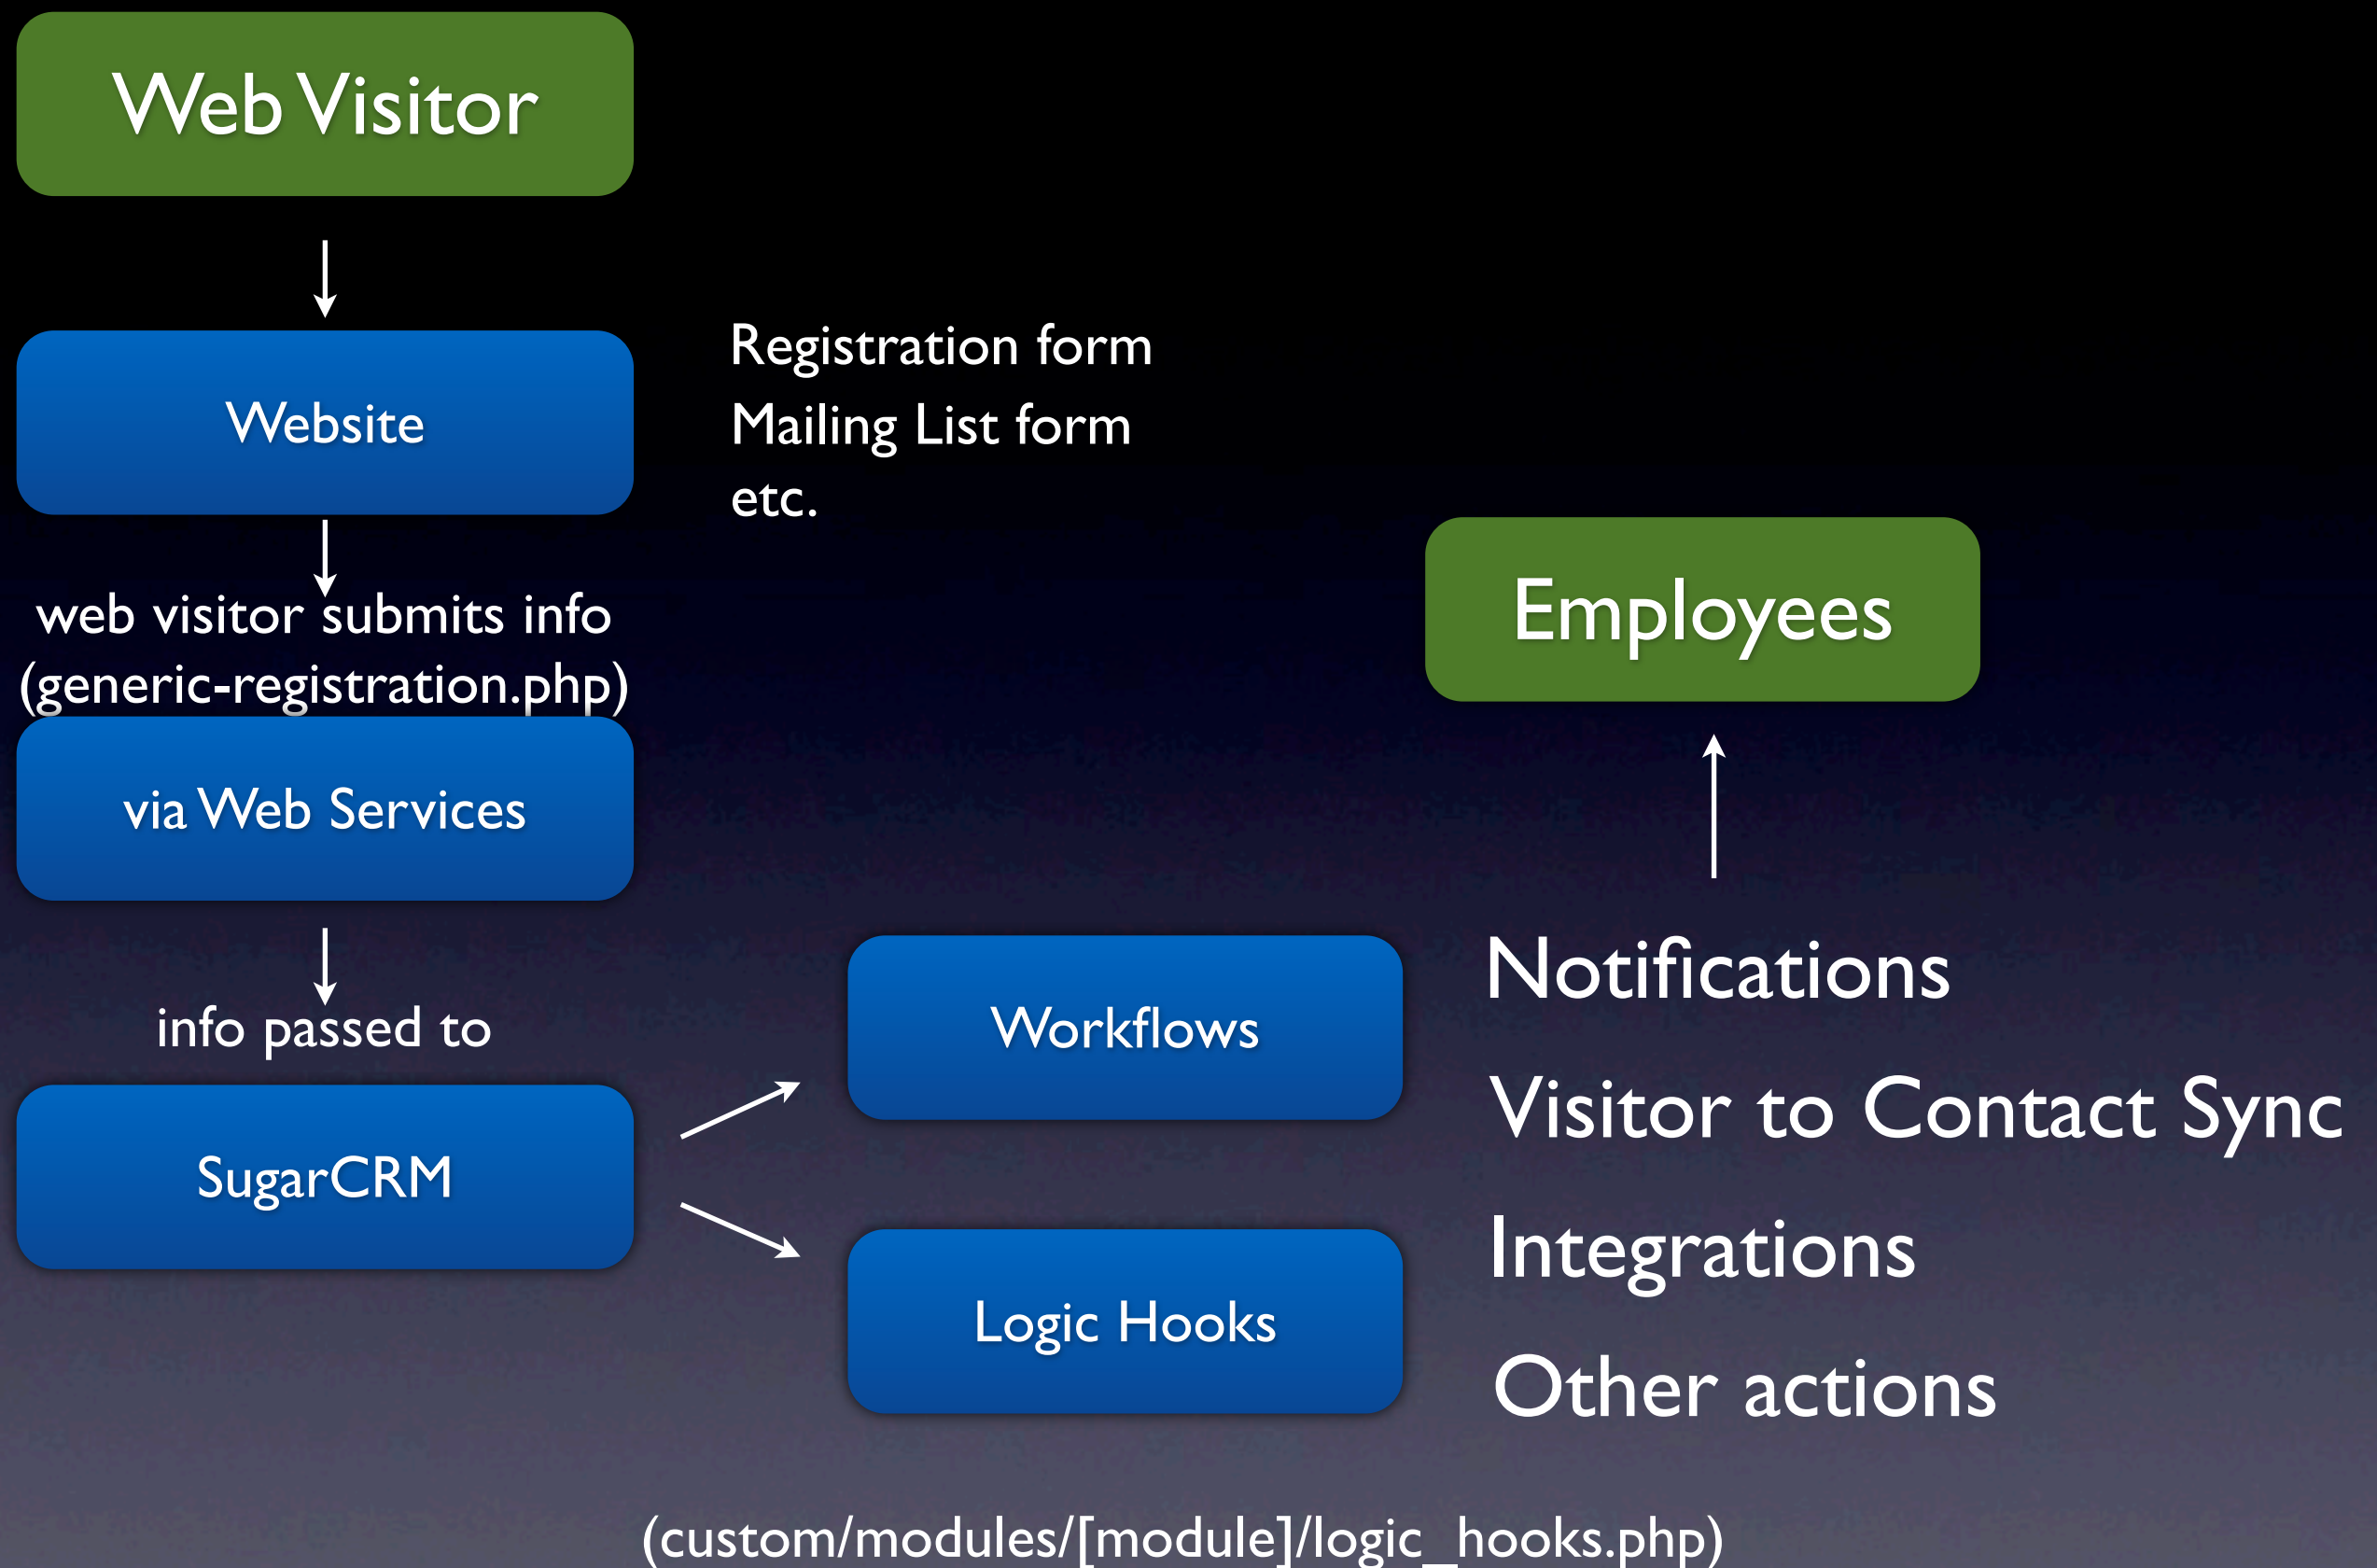 Web Visitor
Website
Registration form
Mailing List form
etc.
web visitor submits info
(generic-registration.php)
via Web Services
info passed to
SugarCRM
Workflows
Logic Hooks
Employees
Notifications
Visitor to Contact Sync
Integrations
Other actions
(custom/modules/[module]/logic_hooks.php)